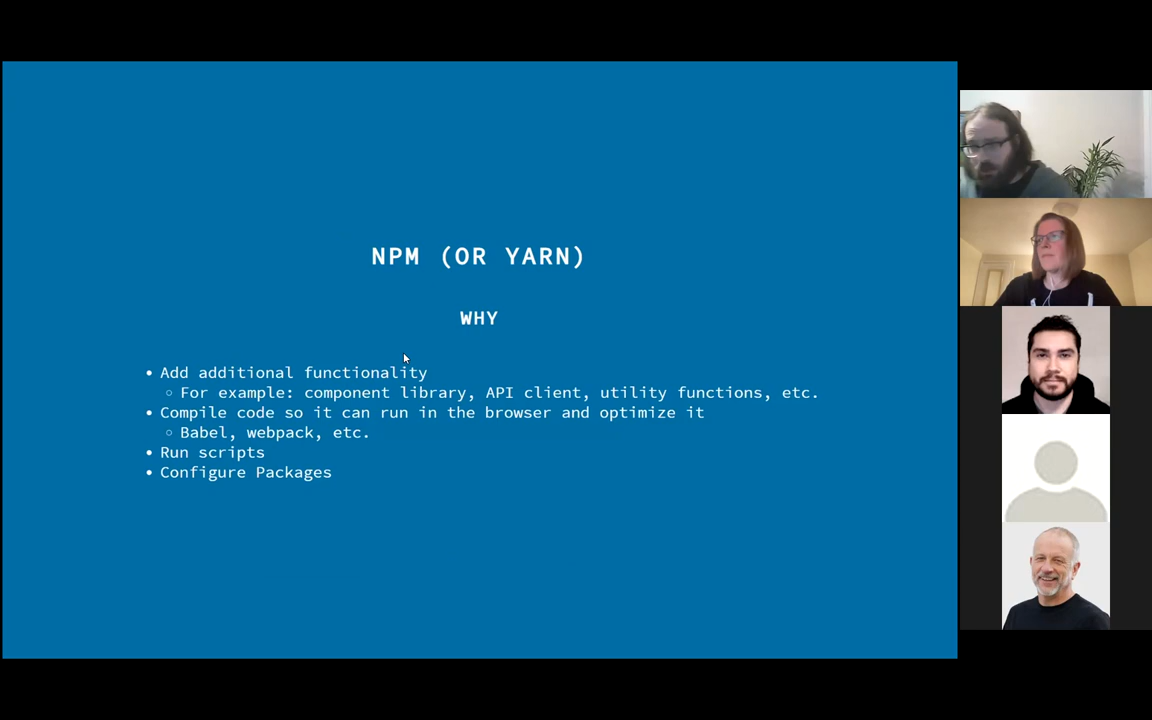 NPM (OR YARN)
WHY
• Add additional functionality
◦ For example: component library, API client, utility functions, etc.
• Compile code so it can run in the browser and optimize it
◦ Babel, webpack, etc.
• Run scripts
• Configure Packages